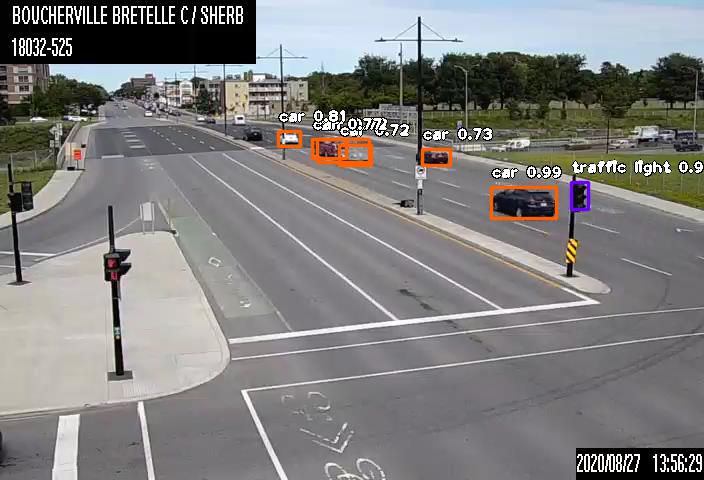 BOUCHERVILLE BRETELLE C / SHERB
18032-525
car 0.81
car 0.72
car 0.73
car 0.99
traffic light 0.9
2020/08/27 13:56:29